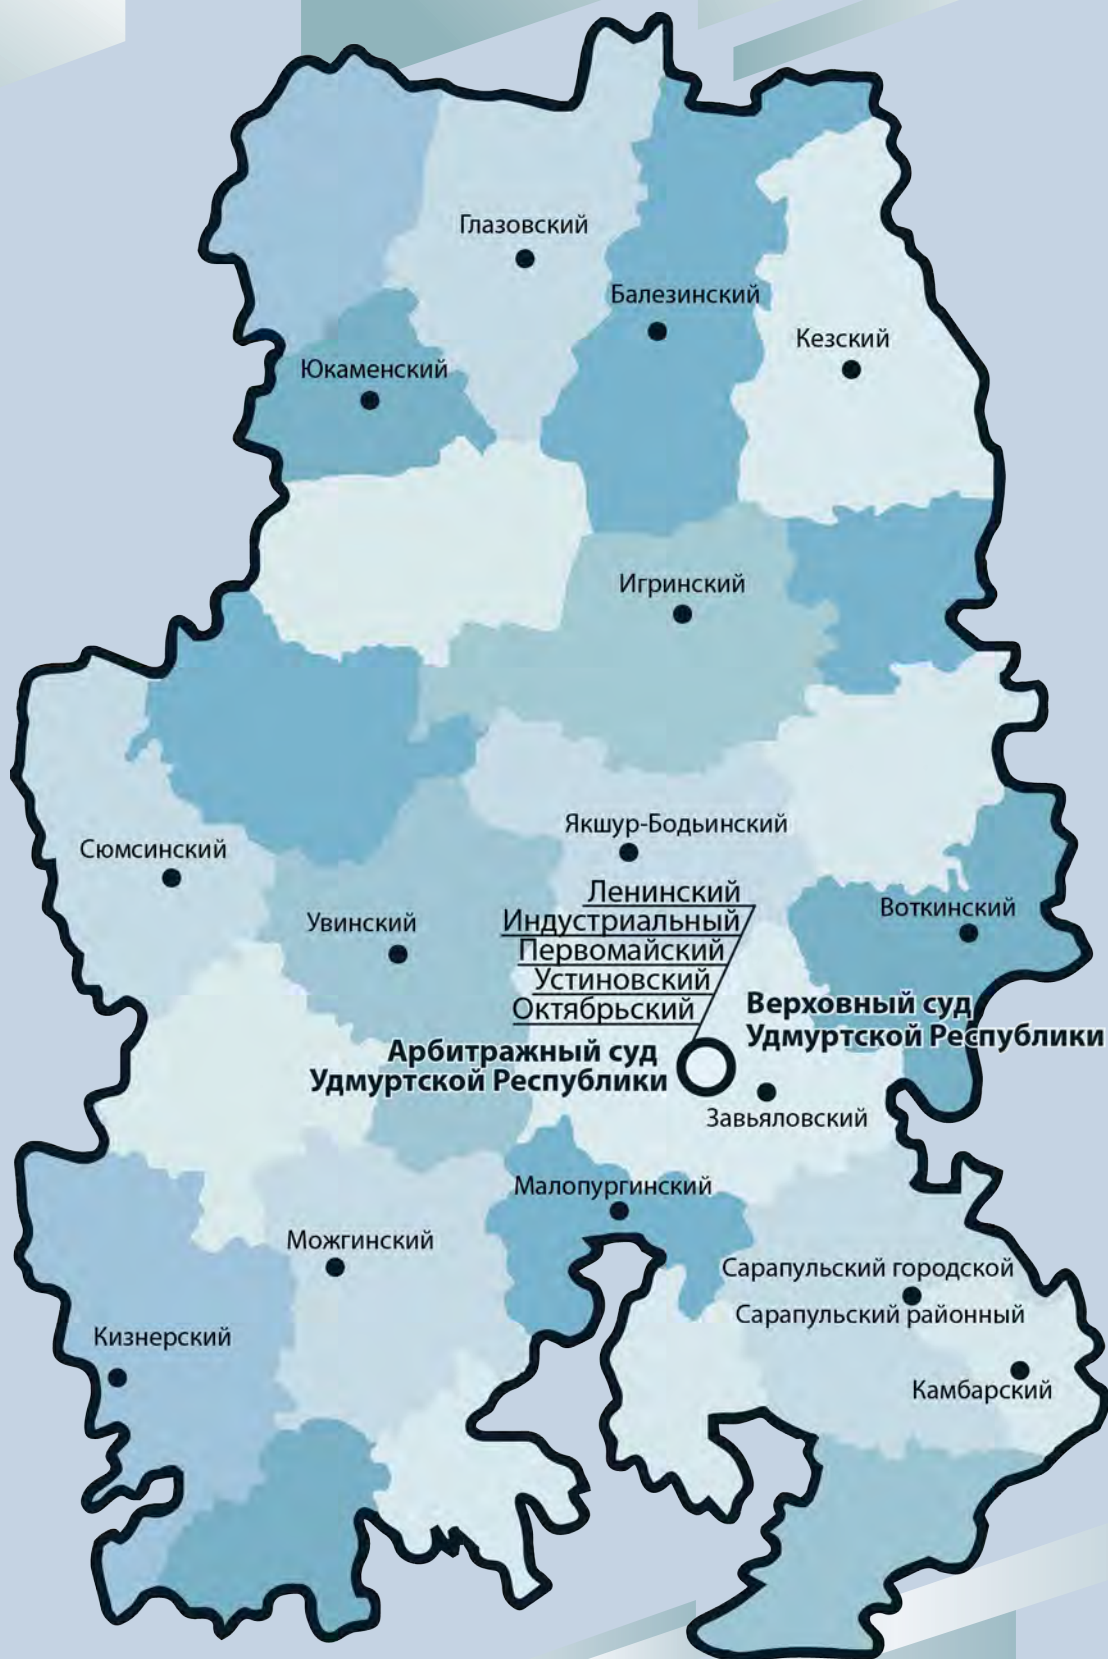 Глазовский
Балезинский
Кезский
Юкаменский
Игринский
Якшур-Бодьинский
Сюмсинский
Увинский
Ленинский
Индустриальный
Первомайский
Устиновский
Октябрьский
Воткинский
Верховный суд
Удмуртской Республики
Арбитражный суд
Удмуртской Республики
Завьяловский
Малопургинский
Можгинский
Сарапульский городской
Сарапульский районный
Кизнерский
Камбарский